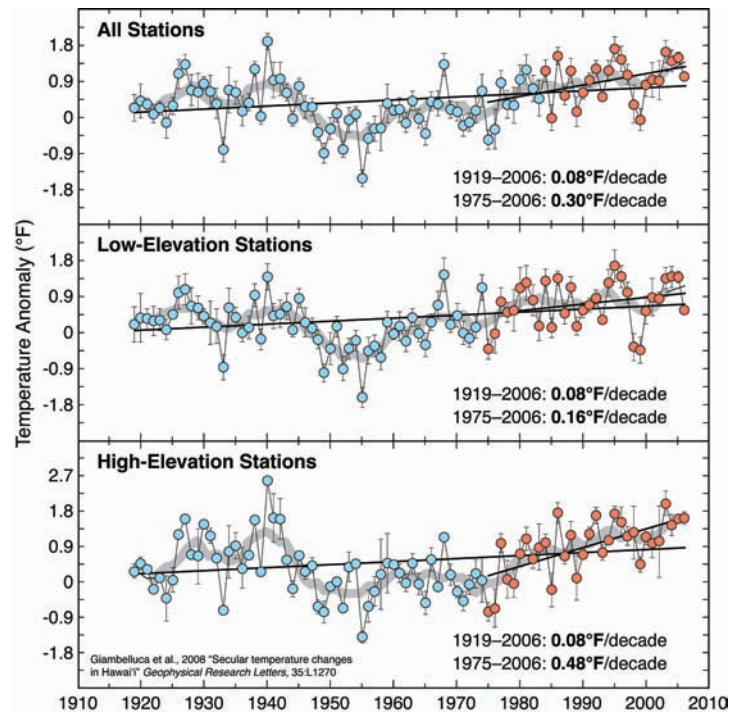 All Stations
1.8
0.9
0
-0.9
-1.8
1919–2006: 0.08°F/decade
1975–2006: 0.30°F/decade
Temperature Anomaly (°F)
Low-Elevation Stations
1.8
0.9
0
-0.9
-1.8
1919–2006: 0.08°F/decade
1975–2006: 0.16°F/decade
High-Elevation Stations
2.7
1.8
0.9
0
-0.9
-1.8
1919–2006: 0.08°F/decade
1975–2006: 0.48°F/decade
Giambelluca et al., 2008 “Secular temperature changes
in Hawai‘i” Geophysical Research Letters, 35:L1270
1910 1920 1930 1940 1950 1960 1970 1980 1990 2000 2010